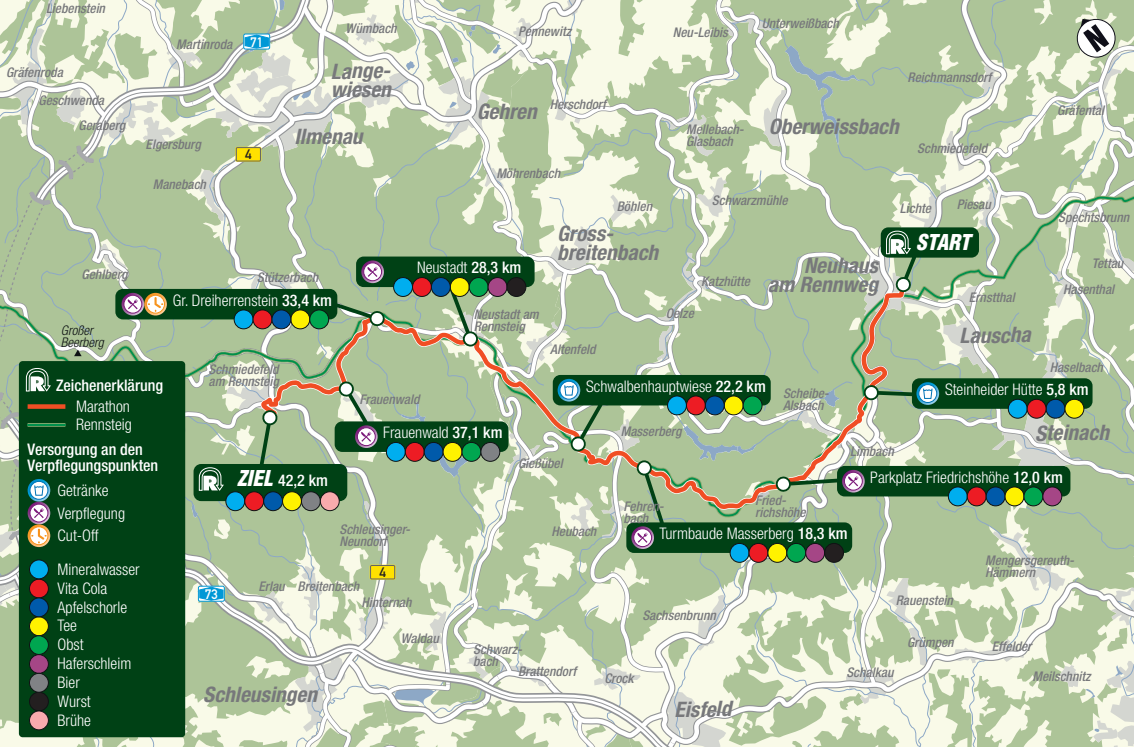 Liebenstein
Wümbach
Pennewitz
Neu-Leibis
Unterweißbach
N
Martinroda
71
Gräfenroda
Lange-
wiesen
Reichmannsdorf
Geschwenda
Gehren
Herschdorf
Gräfental
Geraberg
Ilmenau
Mellebach-
Glasbach
Oberweissbach
Elgersburg
4
Schmiedefeld
Manebach
Möhrenbach
Schwarzmühle
Böhlen
Lichte
Piesau
Spechtsbrunn
Gross-
breitenbach
R START
Gehlberg
Stützerbach
Neustadt 28,3 km
Katzhütte
Neuhaus
am Rennweg
Tettau
Ernstthal
Hasenthal
Gr. Dreiherrenstein 33,4 km
Neustadt am
Rennsteig
Oelze
Lauscha
Großer
Beerberg
Altenfeld
Schmiedefeld
am Rennsteig
Haselbach
Frauenwald
Schwalbenhauptwiese 22,2 km
Scheibe-
Alsbach
Steinheider Hütte 5,8 km
Masserberg
Steinach
Frauenwald 37,1 km
Gießübel
Limbach
R ZIEL 42,2 km
Parkplatz Friedrichshöhe 12,0 km
Fehren-
bach
Fried-
richshöhe
Schleusinger-
Neundorf
Heubach
Turmbaude Masserberg 18,3 km
Mengersgereuth-
Hämmern
4
73
Erlau
Breitenbach
Hinternah
Sachsenbrunn
Rauenstein
Waldau
Schwarz-
bach
Grümpen
Effelder
Brattendorf
Crock
Schalkau
Meilschnitz
Schleusingen
Eisfeld
R Zeichenerklärung
Marathon
Rennsteig
Versorgung an den
Verpflegungspunkten
Getränke
Verpflegung
Cut-Off
Mineralwasser
Vita Cola
Apfelschorle
Tee
Obst
Haferschleim
Bier
Wurst
Brühe